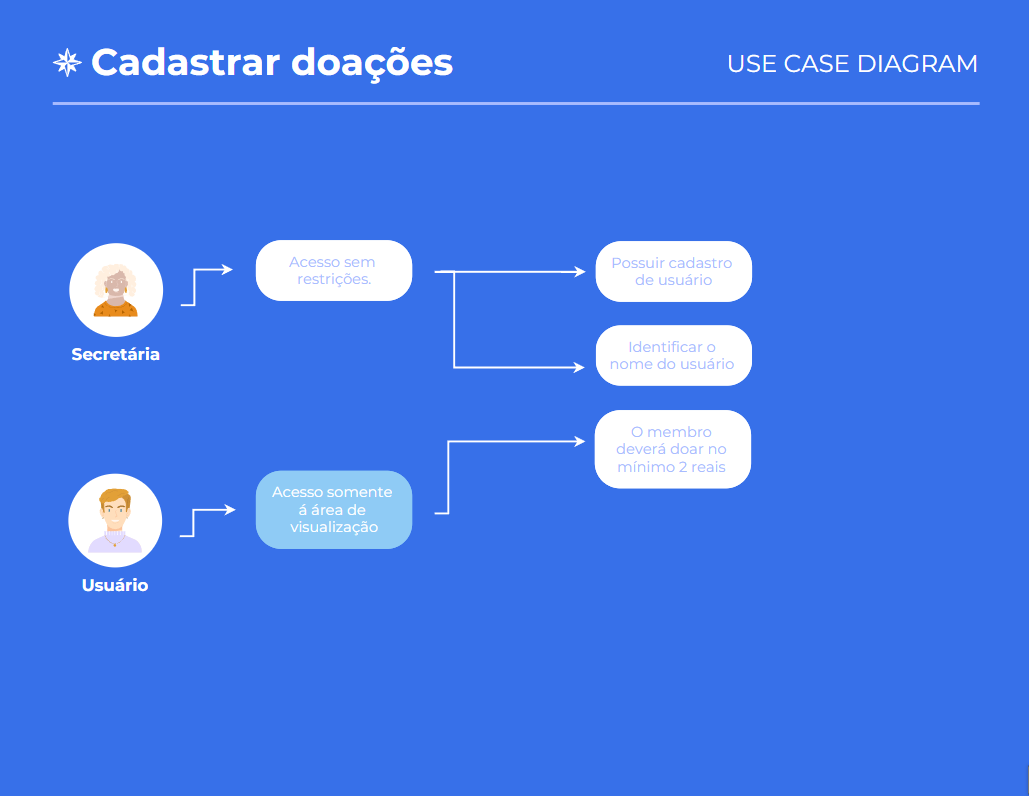 Cadastrar doações
USE CASE DIAGRAM
Acesso sem
restrições.
Possuir cadastro
de usuário
Secretária
Identificar o
nome do usuário
O membro
deverá doar no
mínimo 2 reais
Acesso somente
á área de
visualização
Usuário